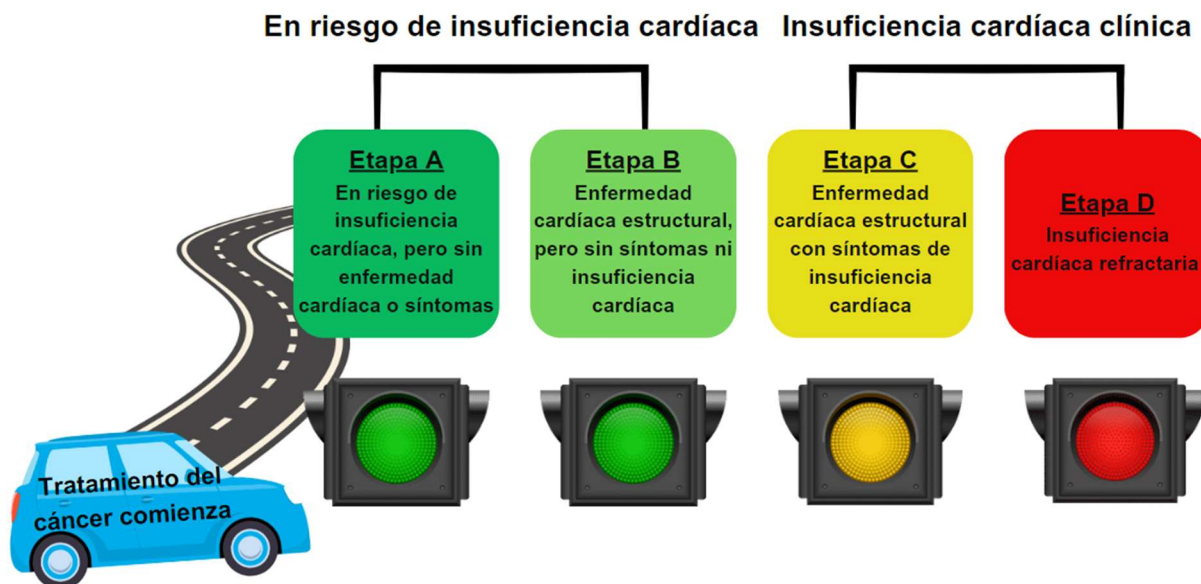 En riesgo de insuficiencia cardíaca
Insuficiencia cardíaca clínica
Etapa A
En riesgo de
insuficiencia
cardíaca, pero sin
enfermedad
cardíaca o síntomas
Etapa B
Enfermedad
cardíaca estructural,
pero sin síntomas ni
insuficiencia
cardíaca
Etapa C
Enfermedad
cardíaca estructural
con síntomas de
insuficiencia
cardíaca
Etapa D
Insuficiencia
cardíaca refractaria
Tratamiento del
cáncer comienza